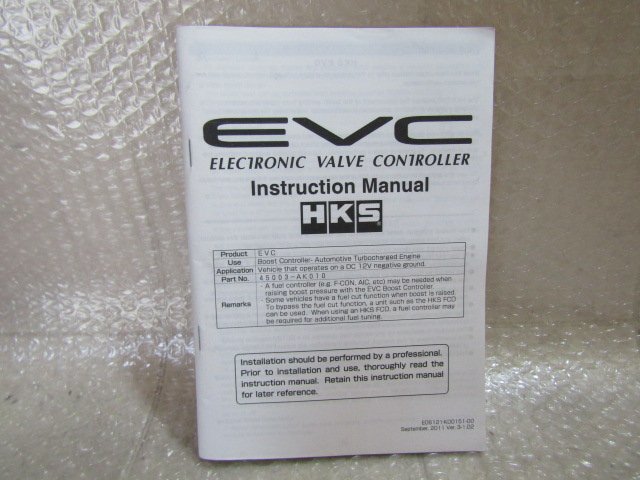 EVC
ELECTRONIC VALVE CONTROLLER
Instruction Manual
HKS
Product EVC
Use Boost Controller- Automotive Turbocharged Engine
Application Vehicle that operates on a DC 12V negative ground.
Part No. 45003-AK010
Remarks
- A fuel controller (e.g. F-CON, AIC, etc) may be needed when
raising boost pressure with the EVC Boost Controller.
- Some vehicles have a fuel cut function when boost is raised
To bypass the fuel cut function, a unit such as the HKS FCD
can be used. When using an HKS FCD, a fuel controller may
be required for additional fuel tuning.
Installation should be performed by a professional.
Prior to installation and use, thoroughly read the
instruction manual. Retain this instruction manual
for later reference.
September, 2011 Ver.3-1.02